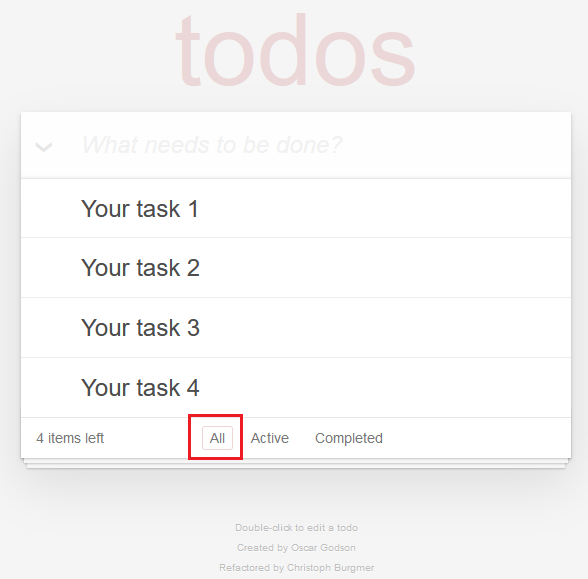 todos
What needs to be done?
Your task 1
Your task 2
Your task 3
Your task 4
4 items left All Active Completed
Double-click to edit a todo
Created by Oscar Godson
Refactored by Christoph Burgmer